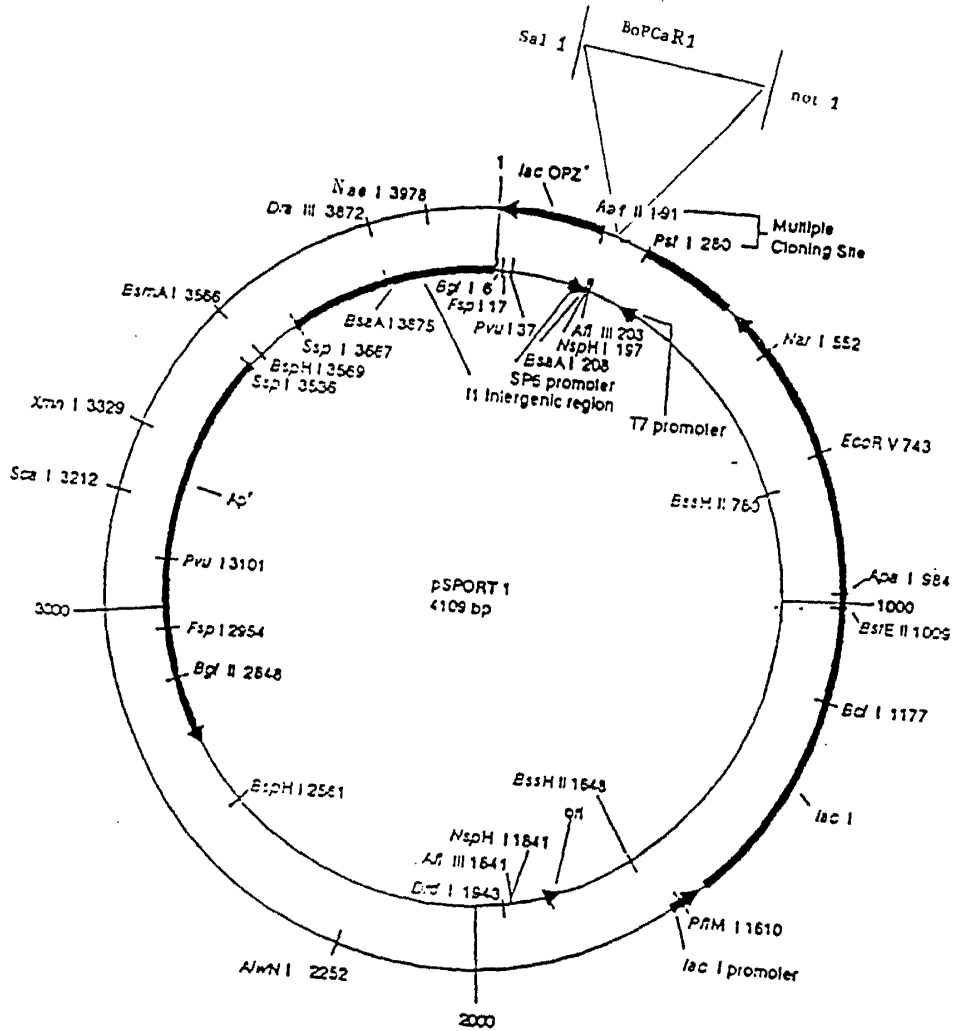 BoPCaR1
Sal 1
not 1
1
lac OPZ'
Nae I 3978
Dra III 3872
Aat II 191
Multiple
Cloning Site
Pst I 280
BsmAI 3566
Bgl I 6
Fsp I 17
Pvu I 37
Afl III 203
NspH I 197
BsaA I 208
SP6 promoter
f1 Intergenic region
T7 promoter
Nar I 552
BsaA I 3875
Ssp I 3667
BspH I 3569
Ssp I 3536
Xmn I 3329
EcoR V 743
Sca I 3212
Apr
BssH II 780
Pvu I 3101
pSPORT 1
4109 bp
Apa I 984
3000
1000
BstE II 1009
Fsp I 2954
Bgl II 2848
Bcl I 1177
BspH I 2561
BssH II 1648
ori
lac I
NspH I 1841
Afl III 1841
Drd I 1943
PflM I 1610
AlwN I 2252
lac I promoter
2000